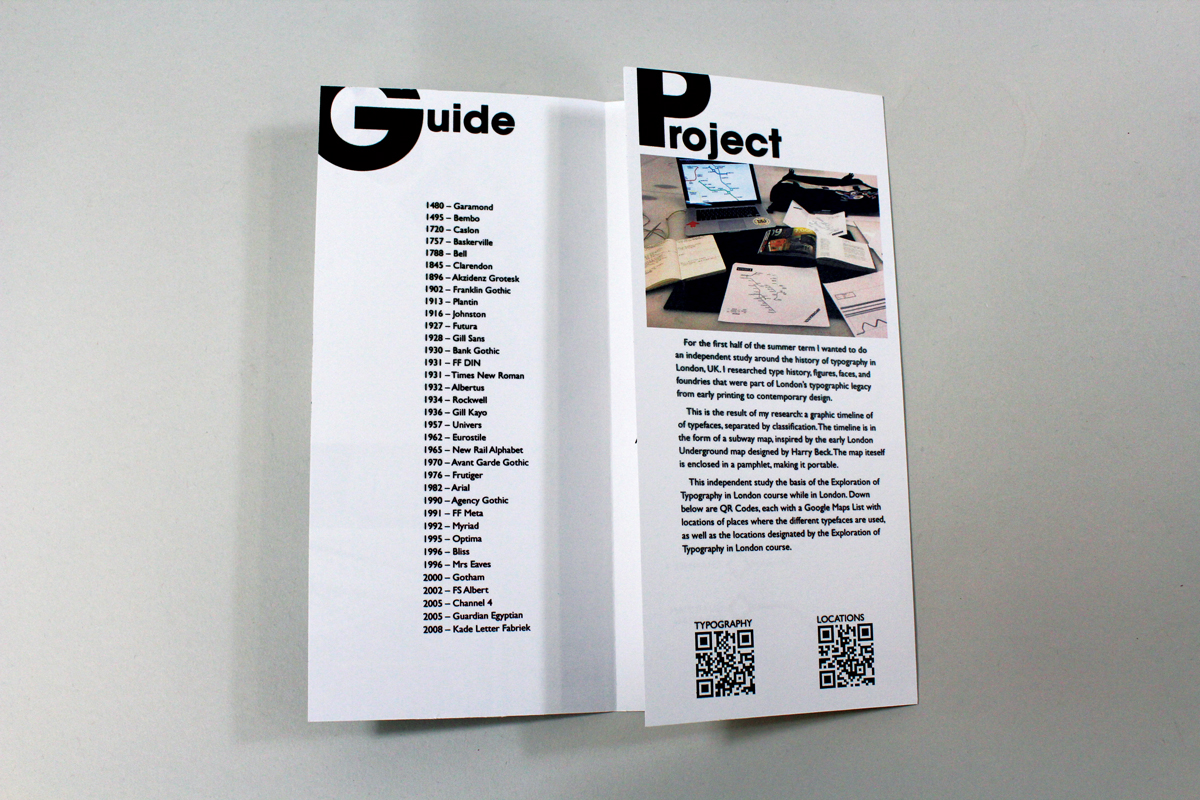 Guide
1480 – Garamond
1495 – Bembo
1720 – Caslon
1757 – Baskerville
1788 – Bell
1845 – Clarendon
1896 – Akzidenz Grotesk
1902 – Franklin Gothic
1913 – Plantin
1916 – Johnston
1927 – Futura
1928 – Gill Sans
1930 – Bank Gothic
1931 – FF DIN
1931 – Times New Roman
1932 – Albertus
1934 – Rockwell
1936 – Gill Kayo
1957 – Univers
1962 – Eurostile
1965 – New Rail Alphabet
1970 – Avant Garde Gothic
1976 – Frutiger
1982 – Arial
1990 – Agency Gothic
1991 – FF Meta
1992 – Myriad
1995 – Optima
1996 – Bliss
1996 – Mrs Eaves
2000 – Gotham
2002 – FS Albert
2005 – Channel 4
2005 – Guardian Egyptian
2008 – Kade Letter Fabriek
Project
For the first half of the summer term I wanted to do
an independent study around the history of typography in
London, UK. I researched type history, figures, faces, and
foundries that were part of London's typographic legacy
from early printing to contemporary design.
This is the result of my research: a graphic timeline of
of typefaces, separated by classification. The timeline is in
the form of a subway map, inspired by the early London
Underground map designed by Harry Beck. The map iteself
is enclosed in a pamphlet, making it portable.
This independent study the basis of the Exploration of
Typography in London course while in London. Down
below are QR Codes, each with a Google Maps List with
locations of places where the different typefaces are used,
as well as the locations designated by the Exploration of
Typography in London course.
TYPOGRAPHY
LOCATIONS